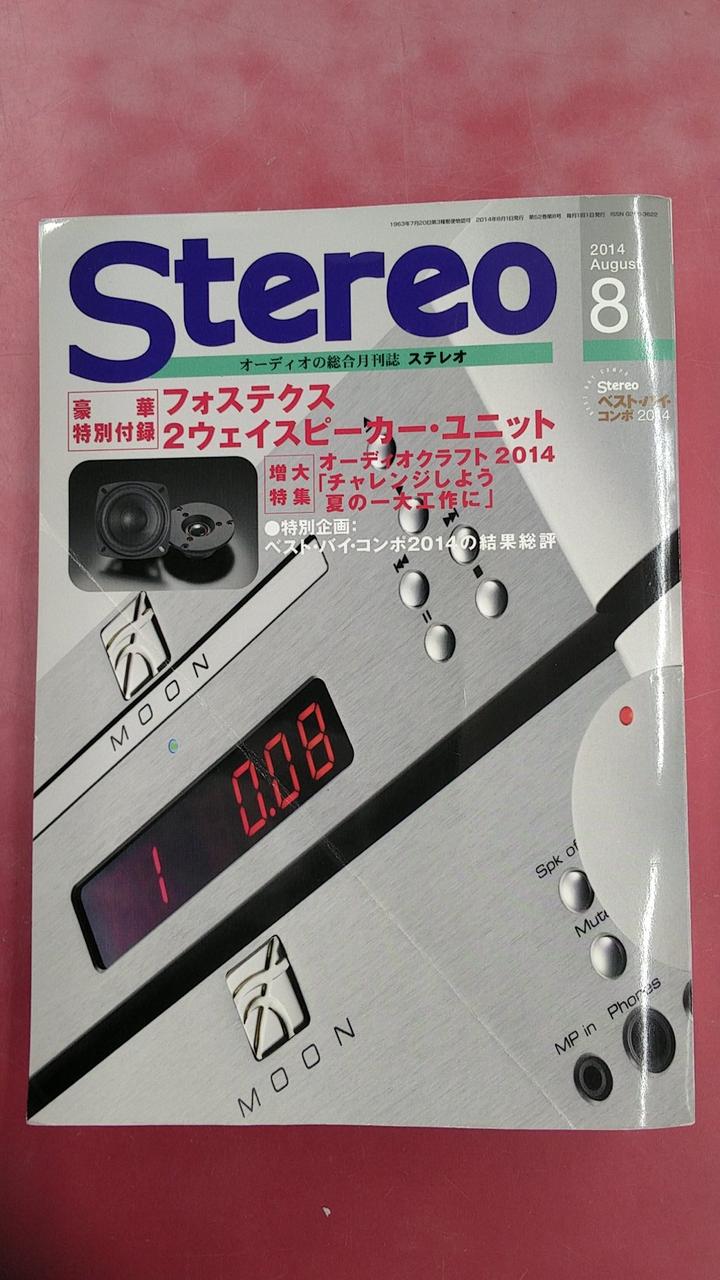 1963年7月20日第3種郵便物認可 2014年8月1日発行 第52巻第8号 毎月1回1日発行 ISSN
Stereo
オーディオの総合月刊誌 ステレオ
2014
August
8
Stereo
ベスト・バイ・
コンポ 2014
豪華
特別付録
フォステクス
2ウェイスピーカー・ユニット
増大
特集
オーディオクラフト 2014
「チャレンジしよう
夏の一大工作に」
●特別企画:
ベスト・バイ・コンポ2014の結果総評
MOON
1 0.08
Spk of
Mute
MP in Phones
MOON